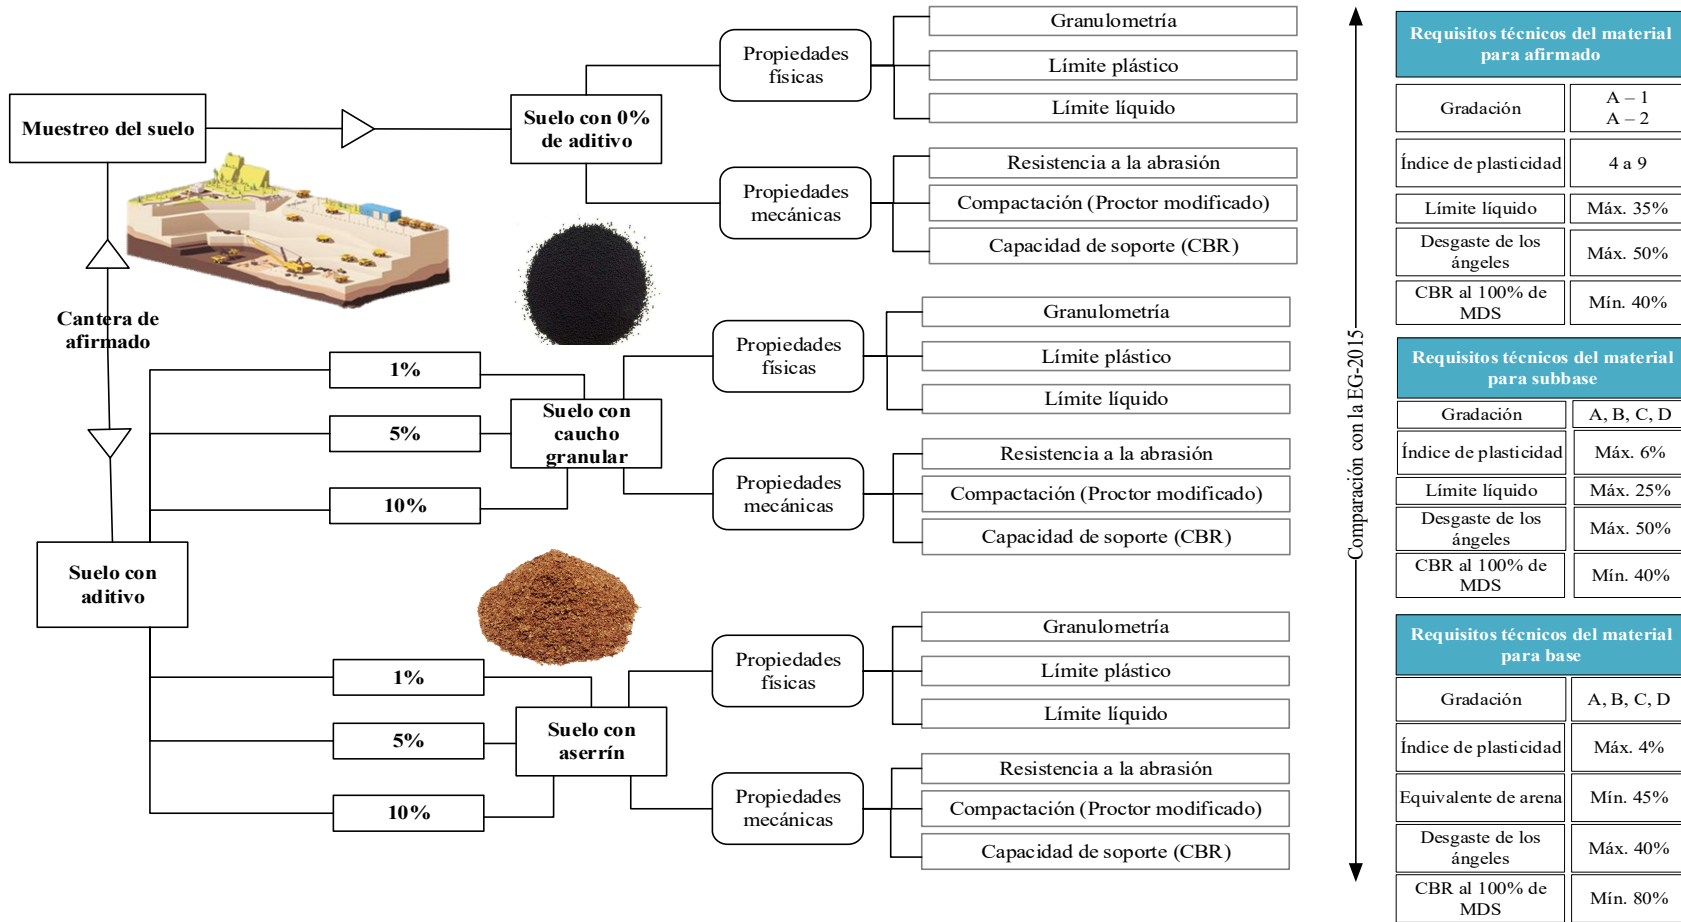 Muestreo del suelo
Cantera de
afirmado
Suelo con
aditivo
Suelo con 0%
de aditivo
Propiedades
físicas
Granulometría
Límite plástico
Límite líquido
Propiedades
mecánicas
Resistencia a la abrasión
Compactación (Proctor modificado)
Capacidad de soporte (CBR)
1%
5%
10%
Suelo con
caucho
granular
Propiedades
físicas
Granulometría
Límite plástico
Límite líquido
Propiedades
mecánicas
Resistencia a la abrasión
Compactación (Proctor modificado)
Capacidad de soporte (CBR)
1%
5%
10%
Suelo con
aserrín
Propiedades
físicas
Granulometría
Límite plástico
Límite líquido
Propiedades
mecánicas
Resistencia a la abrasión
Compactación (Proctor modificado)
Capacidad de soporte (CBR)
Comparación con la EG-2015
Requisitos técnicos del material
para afirmado
Gradación
A – 1
A – 2
Índice de plasticidad
4 a 9
Límite líquido
Máx. 35%
Desgaste de los
ángeles
Máx. 50%
CBR al 100% de
MDS
Mín. 40%
Requisitos técnicos del material
para subbase
Gradación
A, B, C, D
Índice de plasticidad
Máx. 6%
Límite líquido
Máx. 25%
Desgaste de los
ángeles
Máx. 50%
CBR al 100% de
MDS
Mín. 40%
Requisitos técnicos del material
para base
Gradación
A, B, C, D
Índice de plasticidad
Máx. 4%
Equivalente de arena
Mín. 45%
Desgaste de los
ángeles
Máx. 40%
CBR al 100% de
MDS
Mín. 80%